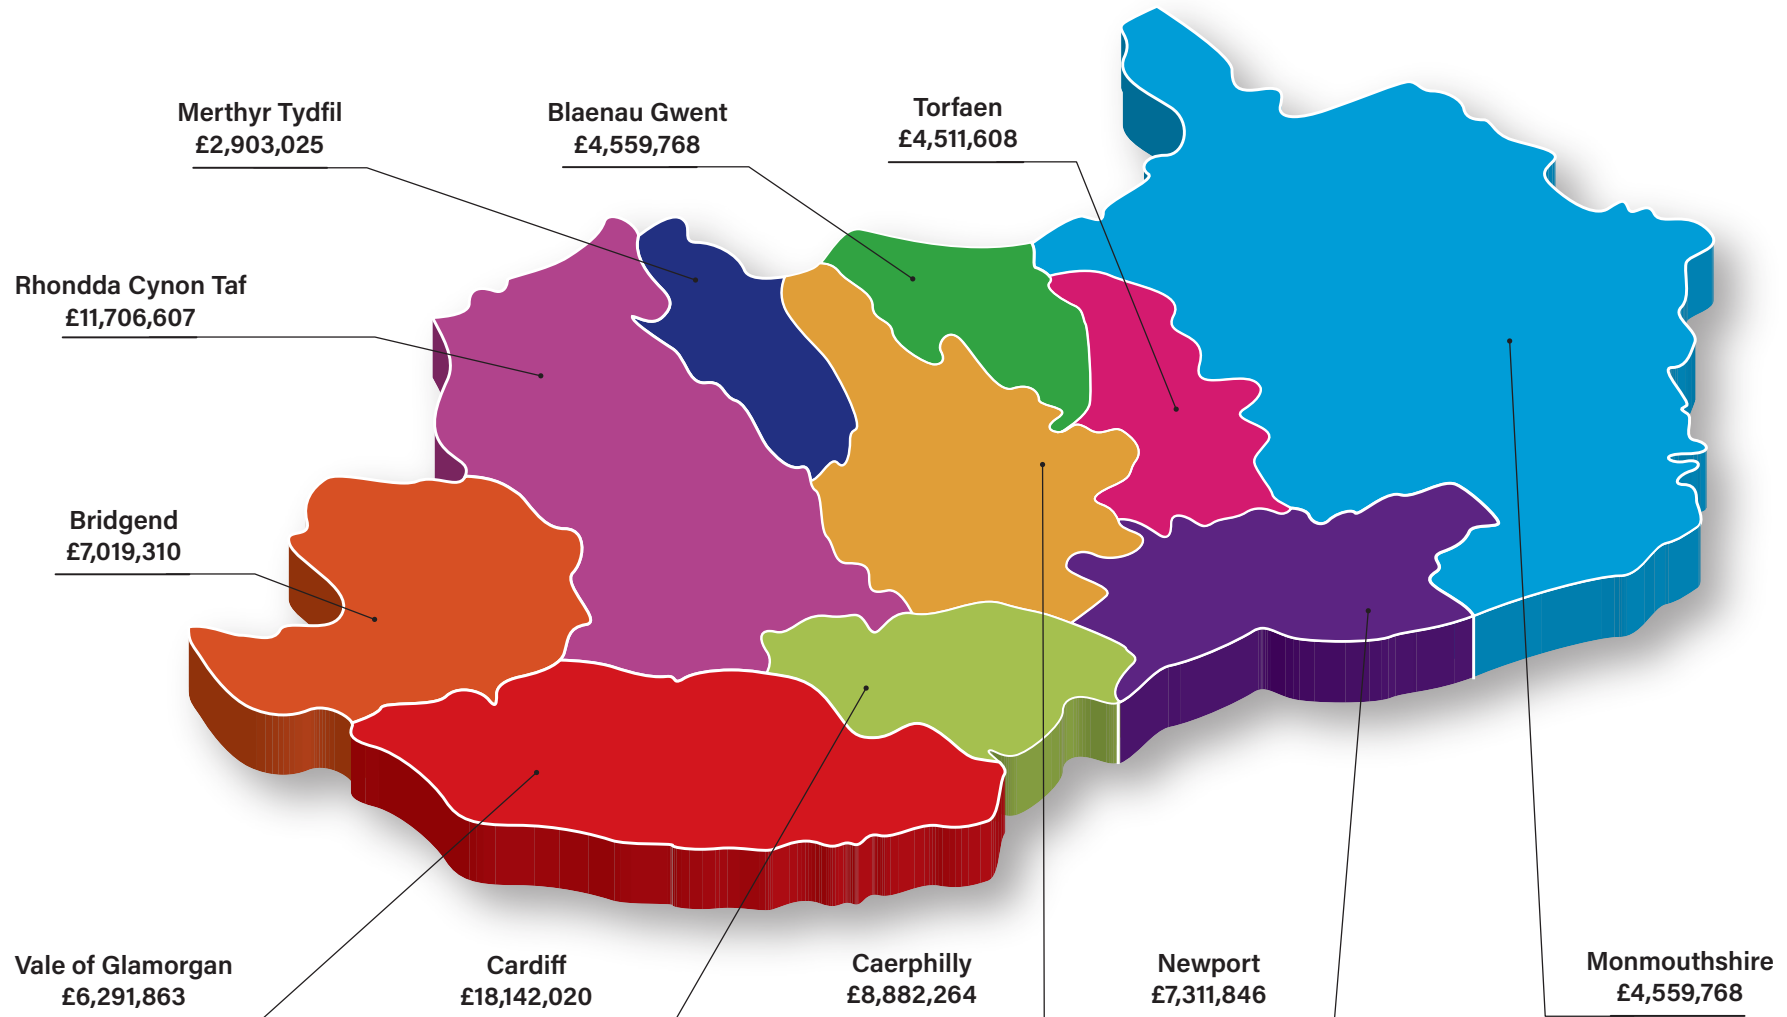 Merthyr Tydfil
£2,903,025
Blaenau Gwent
£4,559,768
Torfaen
£4,511,608
Rhondda Cynon Taf
£11,706,607
Bridgend
£7,019,310
Vale of Glamorgan
£6,291,863
Cardiff
£18,142,020
Caerphilly
£8,882,264
Newport
£7,311,846
Monmouthshire
£4,559,768